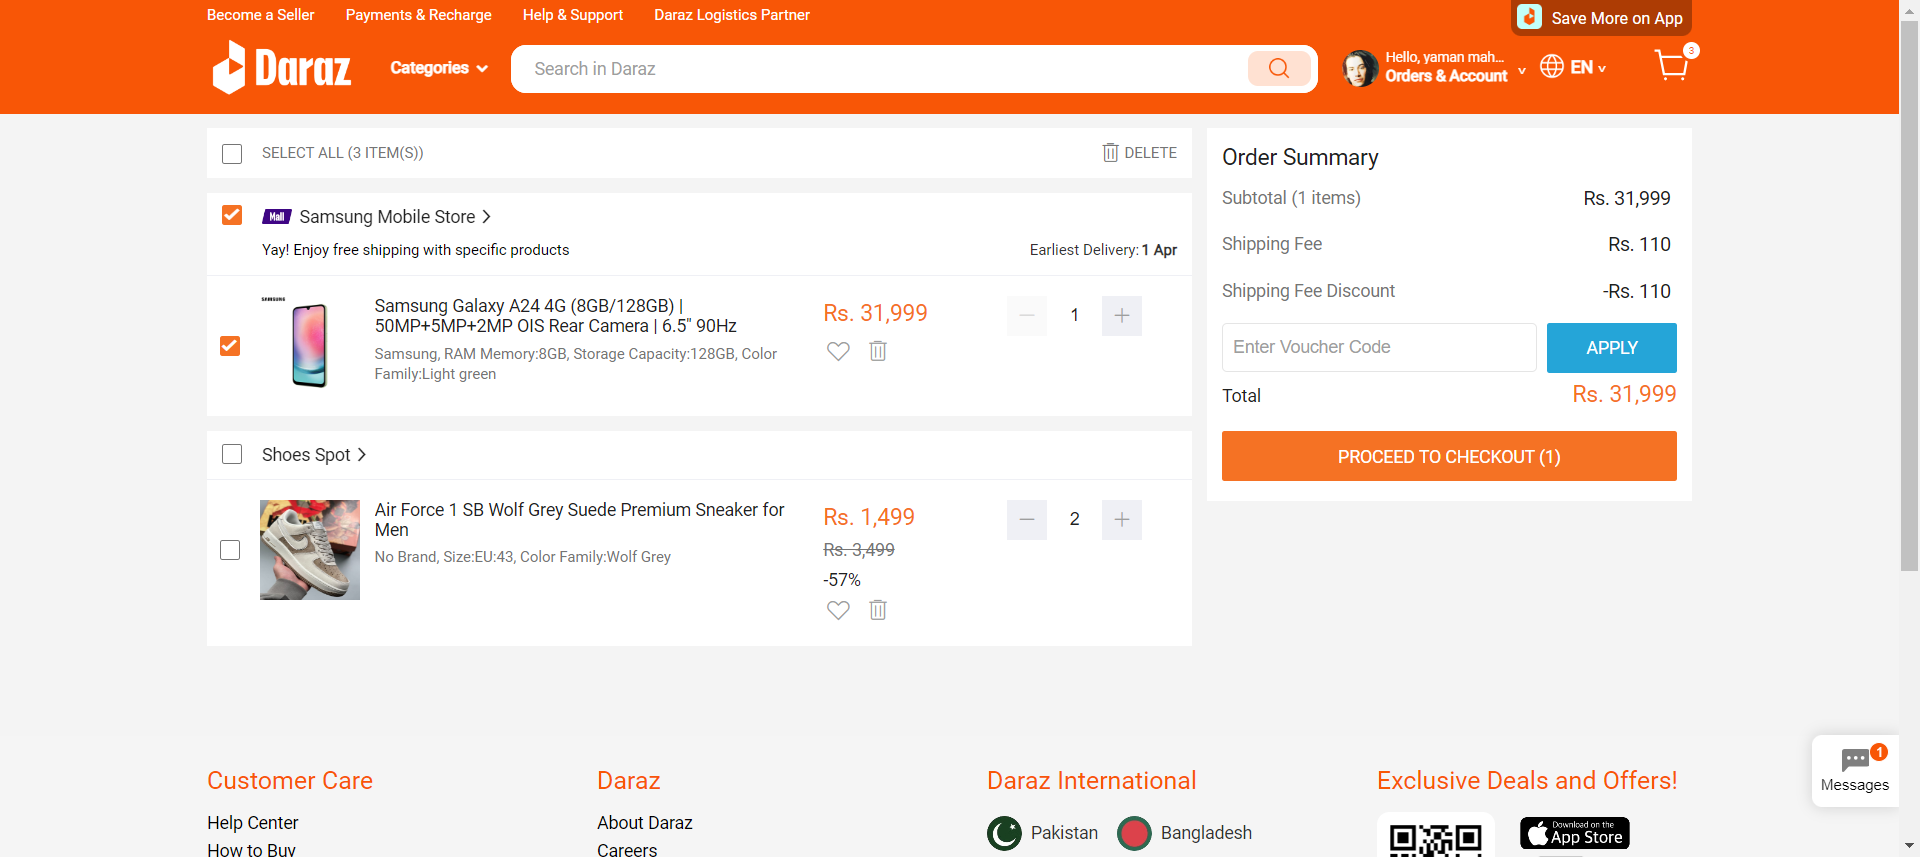 Become a Seller
Payments & Recharge
Help & Support
Daraz Logistics Partner
Save More on App
Daraz
Categories
Search in Daraz
Hello, yaman mah...
Orders & Account
EN
3
SELECT ALL (3 ITEM(S))
DELETE
Mall
Samsung Mobile Store
Yay! Enjoy free shipping with specific products
Earliest Delivery: 1 Apr
SAMSUNG
Samsung Galaxy A24 4G (8GB/128GB) |
50MP+5MP+2MP OIS Rear Camera | 6.5" 90Hz
Samsung, RAM Memory:8GB, Storage Capacity:128GB, Color
Family:Light green
Rs. 31,999
1
Shoes Spot
Air Force 1 SB Wolf Grey Suede Premium Sneaker for
Men
No Brand, Size:EU:43, Color Family:Wolf Grey
Rs. 1,499
Rs. 3,499
-57%
2
Order Summary
Subtotal (1 items)
Rs. 31,999
Shipping Fee
Rs. 110
Shipping Fee Discount
-Rs. 110
Enter Voucher Code
APPLY
Total
Rs. 31,999
PROCEED TO CHECKOUT (1)
1
Messages
Customer Care
Help Center
How to Buy
Daraz
About Daraz
Careers
Daraz International
Pakistan
Bangladesh
Exclusive Deals and Offers!
Download on the
App Store